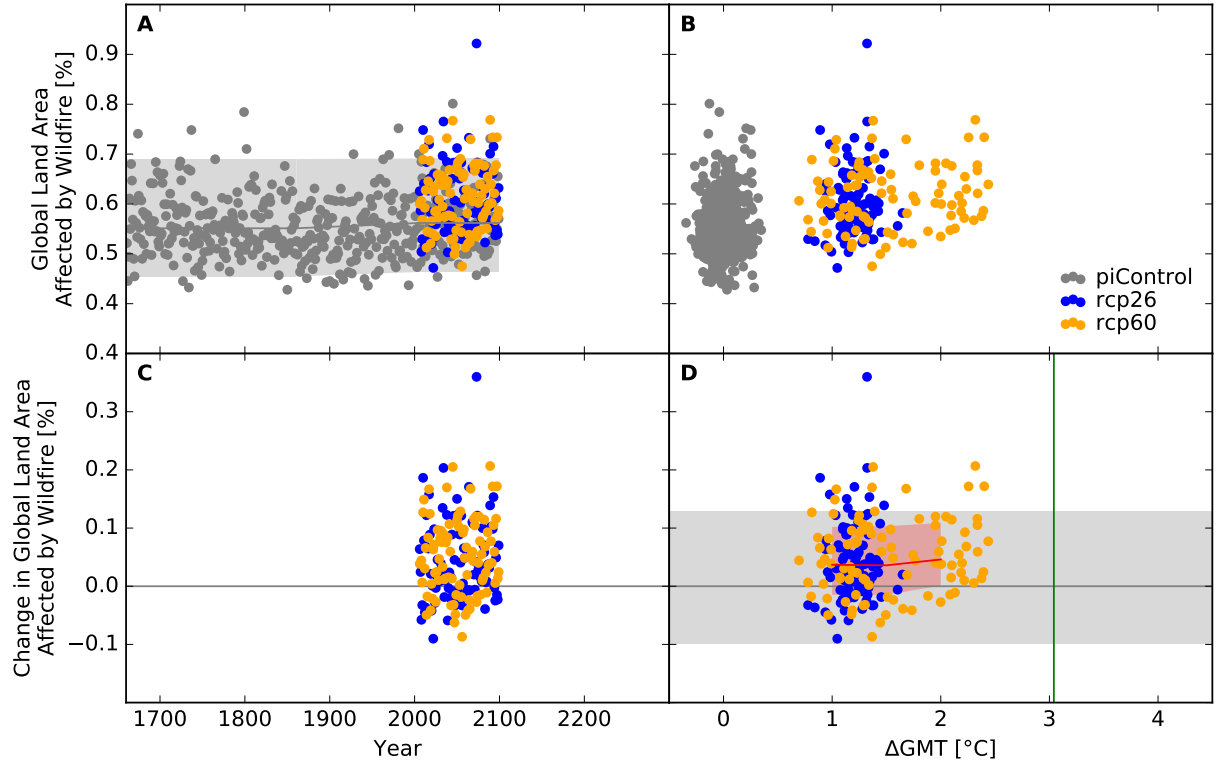 A
B
0.9
0.8
0.7
0.6
0.5
0.4
Global Land Area
Affected by Wildfire [%]
piControl
rcp26
rcp60
C
D
0.4
0.3
0.2
0.1
0.0
−0.1
Change in Global Land Area
Affected by Wildfire [%]
1700 1800 1900 2000 2100 2200
0 1 2 3 4
Year
ΔGMT [°C]